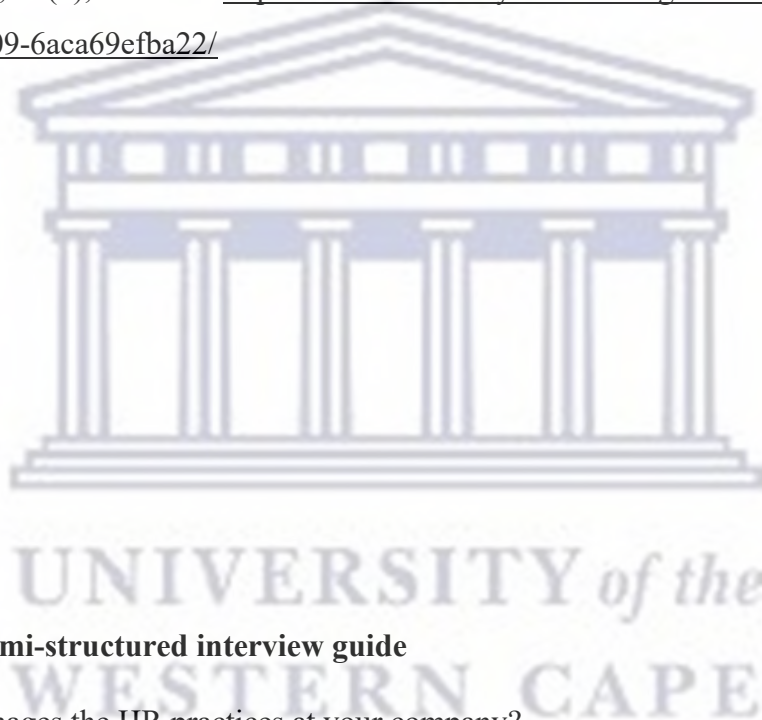 09-6aca69efba22/
UNIVERSITY of the
mi-structured interview guide
WESTERN CAPE
nages the HR practices at your company?